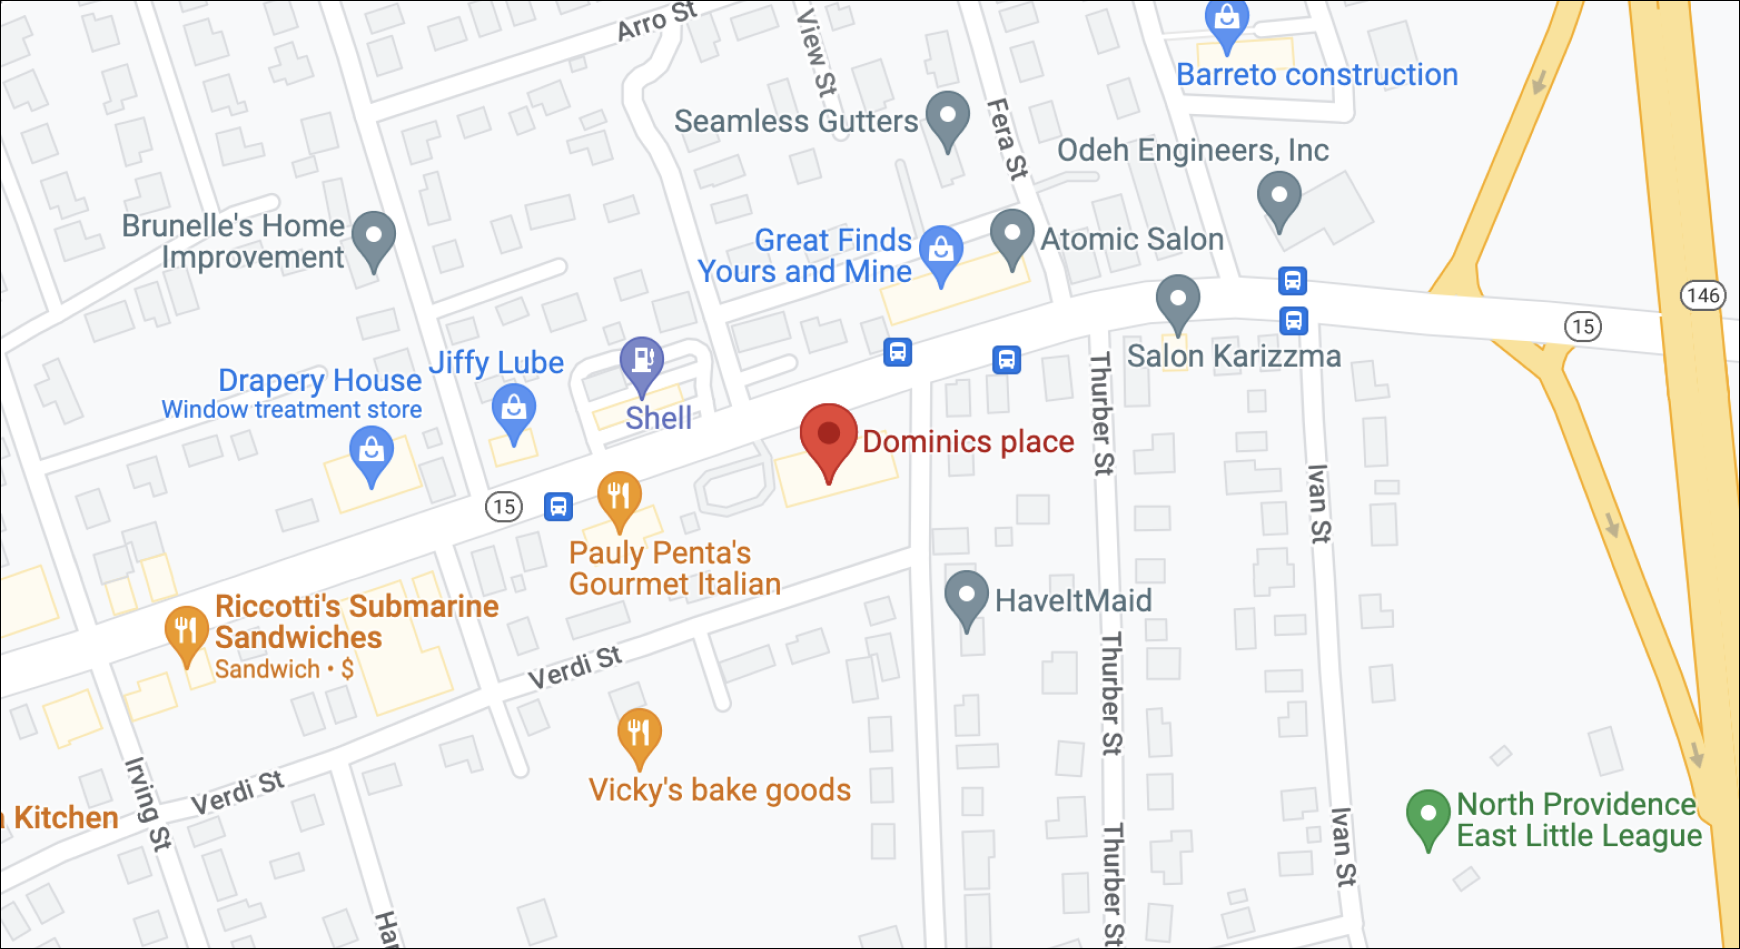 Arro St
View St
Barreto construction
Seamless Gutters
Fera St
Odeh Engineers, Inc
Brunelle's Home
Improvement
Great Finds
Yours and Mine
Atomic Salon
146
15
Drapery House
Window treatment store
Jiffy Lube
Shell
Salon Karizzma
Thurber St
Dominics place
15
Ivan St
Pauly Penta's
Gourmet Italian
Riccotti's Submarine
Sandwiches
Sandwich • $
HaveItMaid
Verdi St
Thurber St
Vicky's bake goods
Irving St
Verdi St
Kitchen
North Providence
East Little League
Ivan St
Thurber St
Har